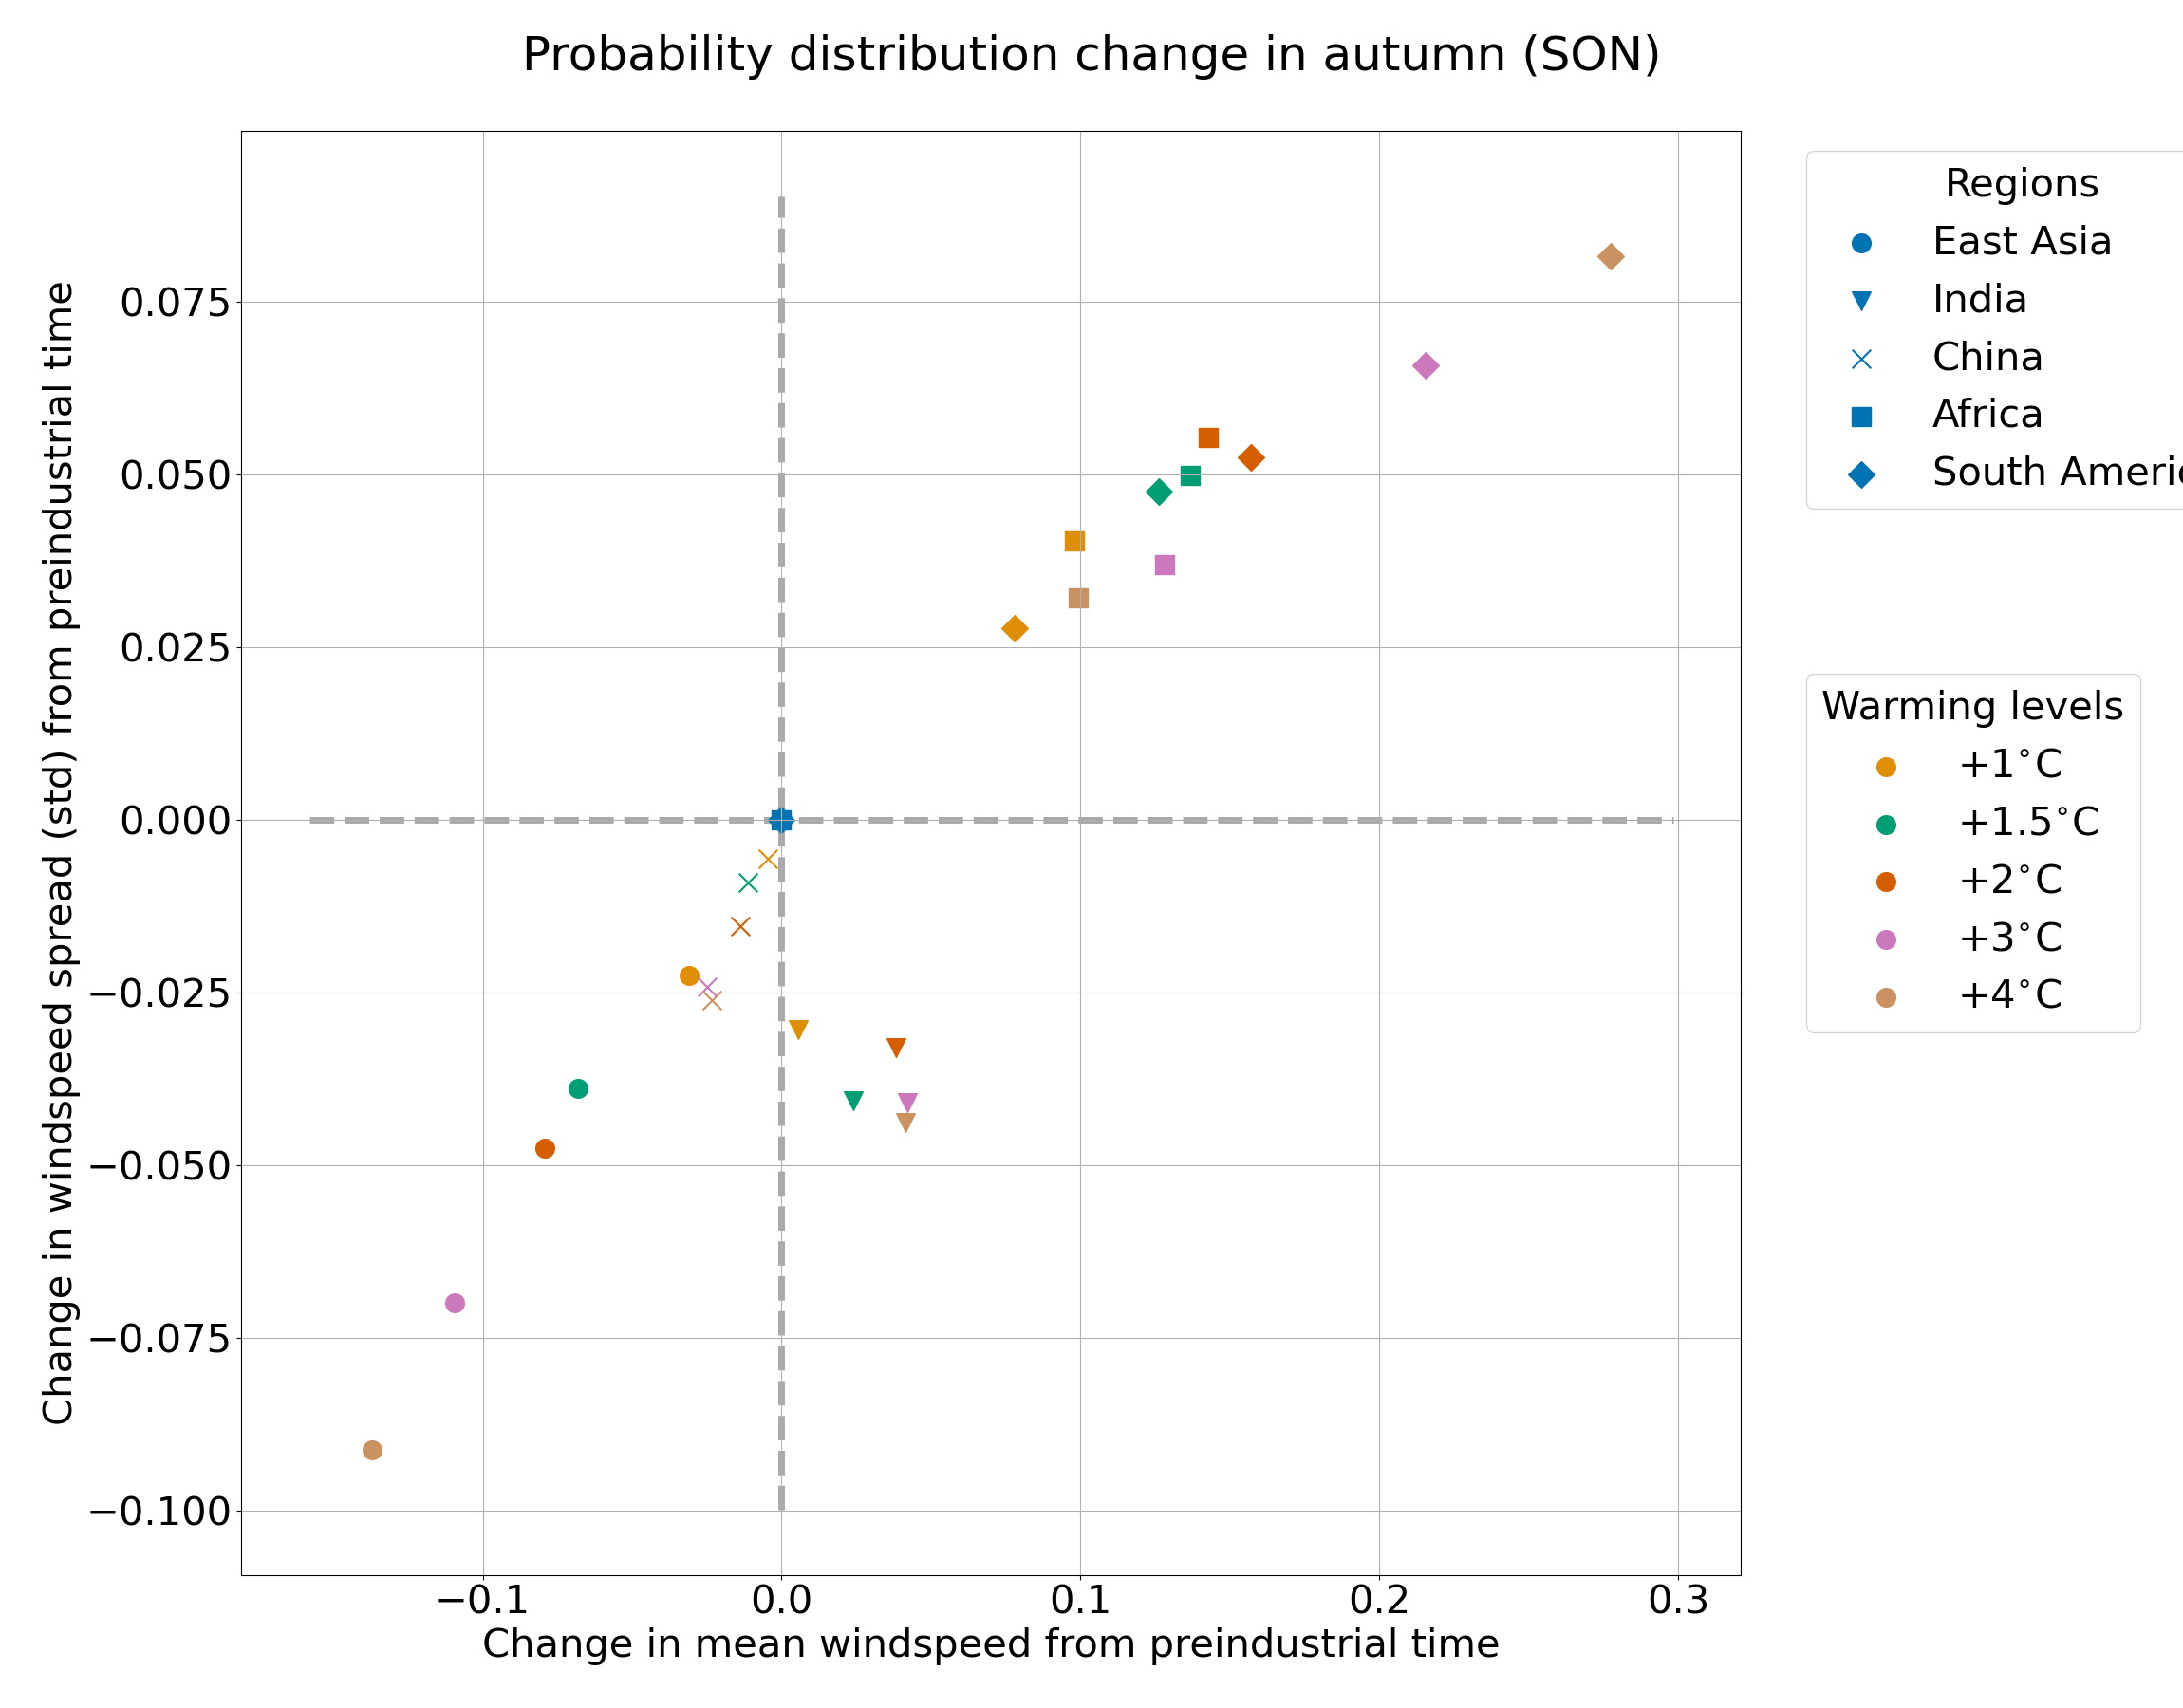 Probability distribution change in autumn (SON)
Change in windspeed spread (std) from preindustrial time
0.075
0.050
0.025
0.000
−0.025
−0.050
−0.075
−0.100
−0.1
0.0
0.1
0.2
0.3
Change in mean windspeed from preindustrial time
Regions
East Asia
India
China
Africa
South Americ
Warming levels
+1°C
+1.5°C
+2°C
+3°C
+4°C